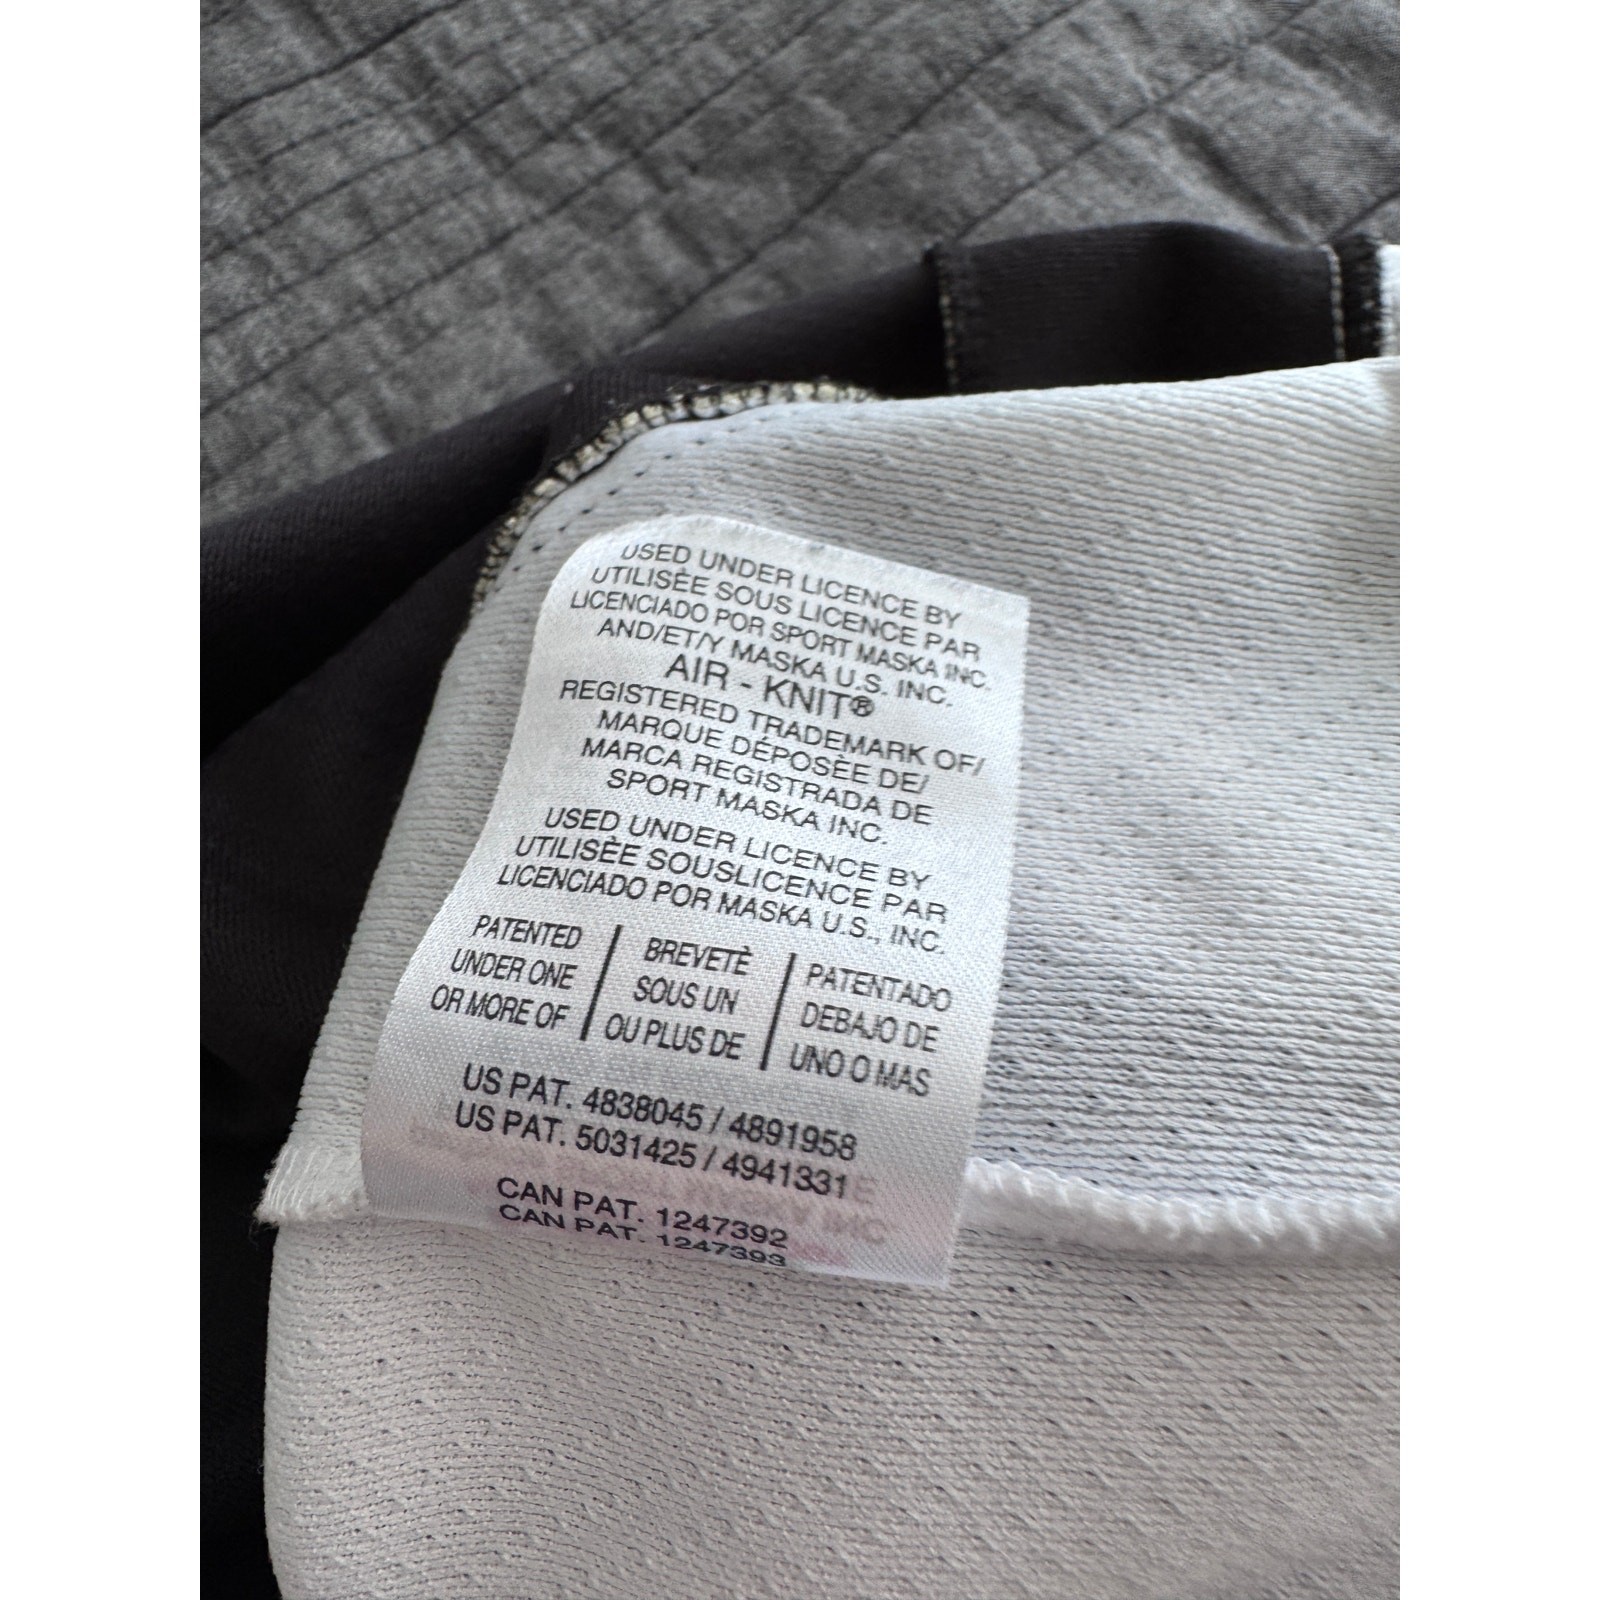 USED UNDER LICENCE BY
UTILISÈE SOUS LICENCE PAR
LICENCIADO POR SPORT MASKA INC.
AND/ET/Y MASKA U.S. INC.
AIR - KNIT®
REGISTERED TRADEMARK OF/
MARQUE DÉPOSÈE DE/
MARCA REGISTRADA DE
SPORT MASKA INC.
USED UNDER LICENCE BY
UTILISÈE SOUSLICENCE PAR
LICENCIADO POR MASKA U.S., INC.
PATENTED
UNDER ONE
OR MORE OF
BREVETÈ
SOUS UN
OU PLUS DE
PATENTADO
DEBAJO DE
UNO O MAS
US PAT. 4838045 / 4891958
US PAT. 5031425 / 4941331
CAN PAT. 1247392
CAN PAT. 1247393